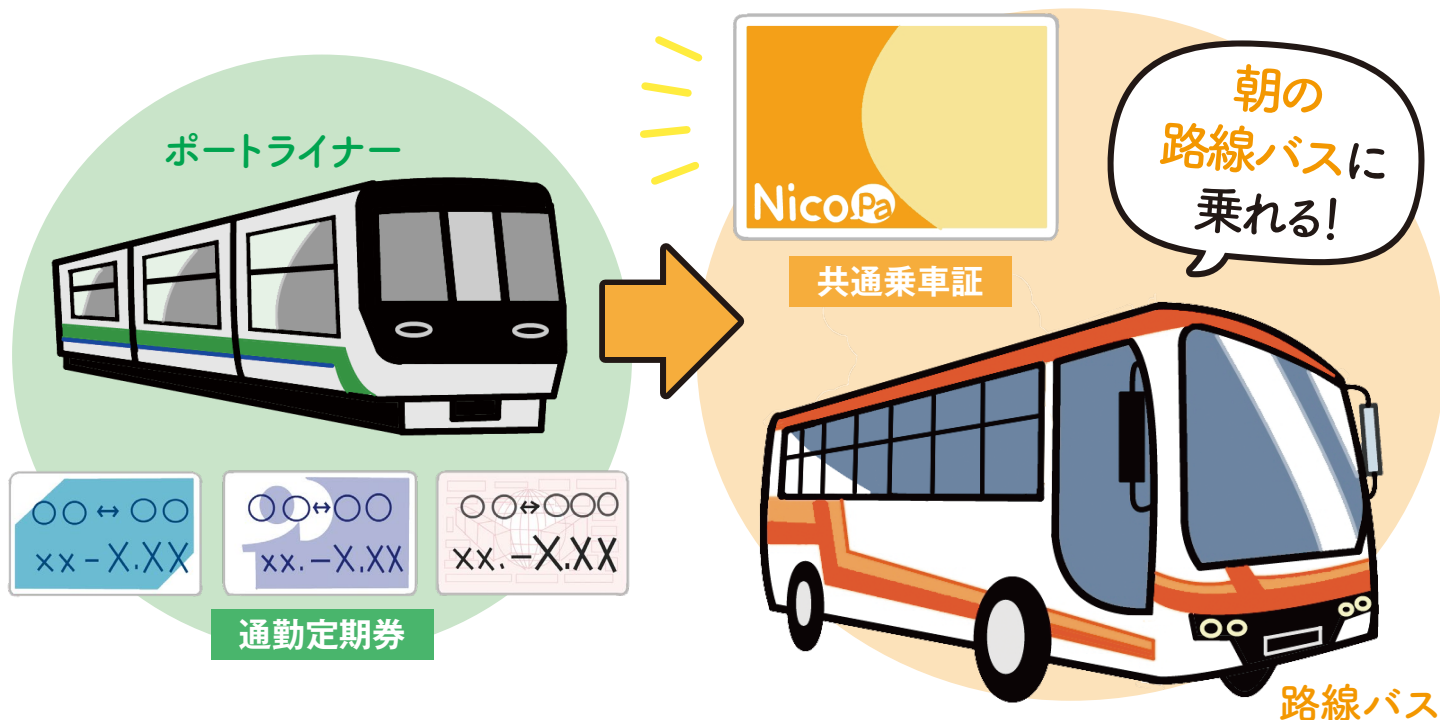 ポートライナー
○○↔○○
xx-X.XX
○○↔○○
xx.-X.XX
○○↔○○○
xx.-X.XX
通勤定期券
NicoPa
共通乗車証
朝の
路線バスに
乗れる!
路線バス